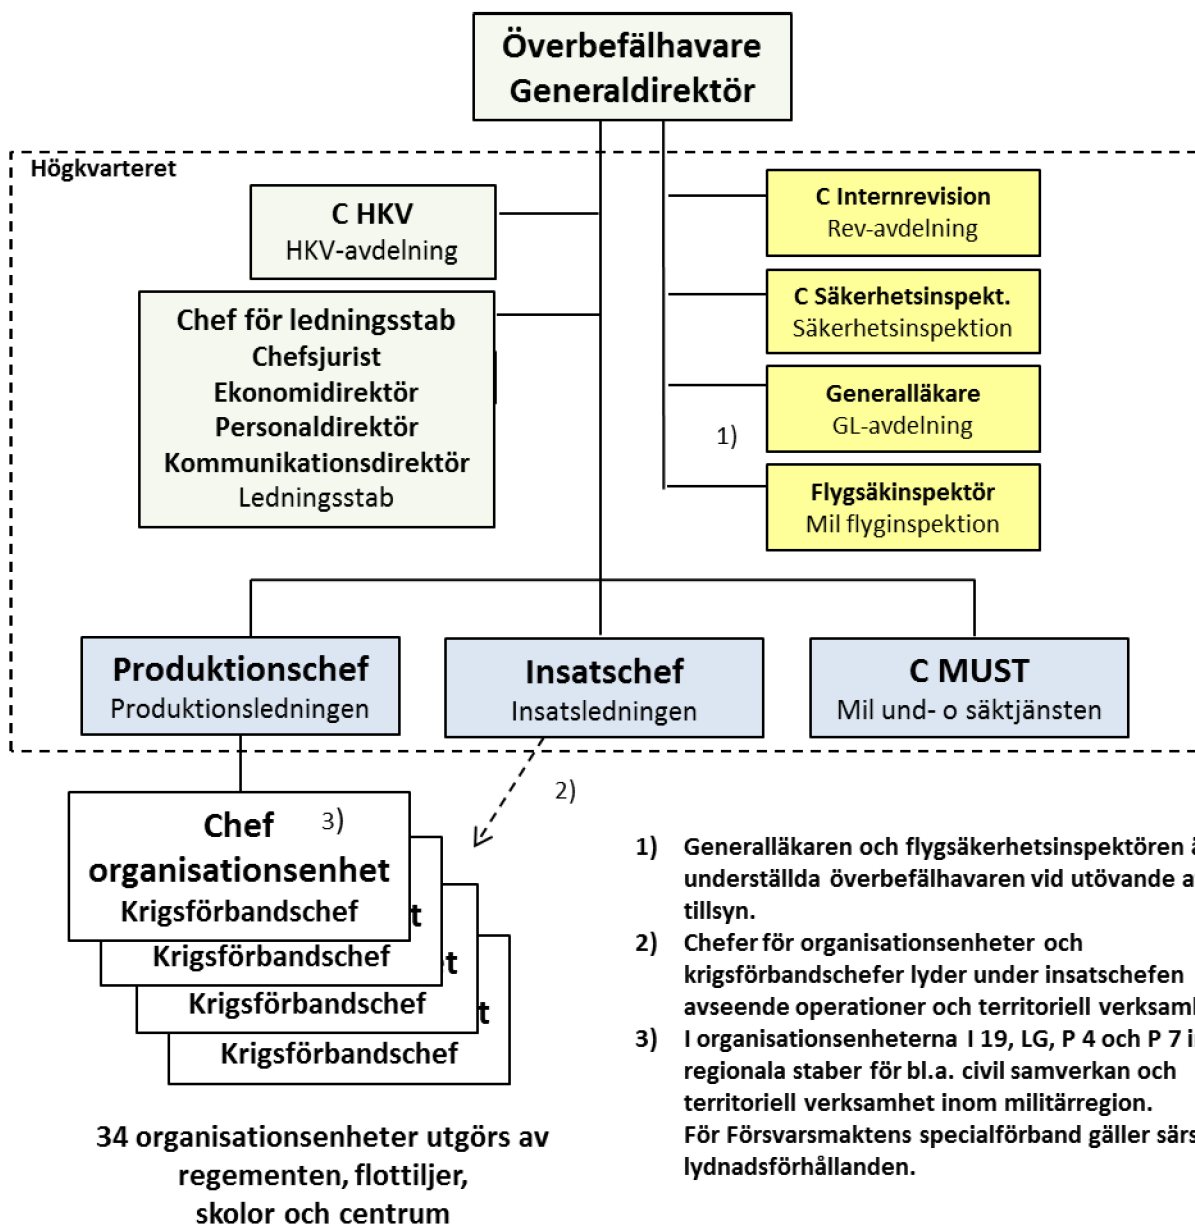 Överbefälhavare
Generaldirektör
Högkvarteret
C HKV
HKV-avdelning
C Internrevision
Rev-avdelning
C Säkerhetsinspekt.
Säkerhetsinspektion
Chef för ledningsstab
Chefsjurist
Ekonomidirektör
Personaldirektör
Kommunikationsdirektör
Ledningsstab
Generalläkare
GL-avdelning
1)
Flygsäkinspektör
Mil flyginspektion
Produktionschef
Produktionsledningen
Insatschef
Insatsledningen
C MUST
Mil und- o säktjänsten
2)
Chef 3)
organisationsenhet
Krigsförbandschef
t
Krigsförbandschef
et
Krigsförbandschef
t
Krigsförbandschef
34 organisationsenheter utgörs av
regementen, flottiljer,
skolor och centrum
1) Generalläkaren och flygsäkerhetsinspektören
underställda överbefälhavaren vid utövande a
tillsyn.
2) Chefer för organisationsenheter och
krigsförbandschefer lyder under insatschefen
avseende operationer och territoriell verksaml
3) I organisationsenheterna I 19, LG, P 4 och P 7 i
regionala staber för bl.a. civil samverkan och
territoriell verksamhet inom militärregion.
För Försvarsmaktens specialförband gäller särs
lydnadsförhållanden.